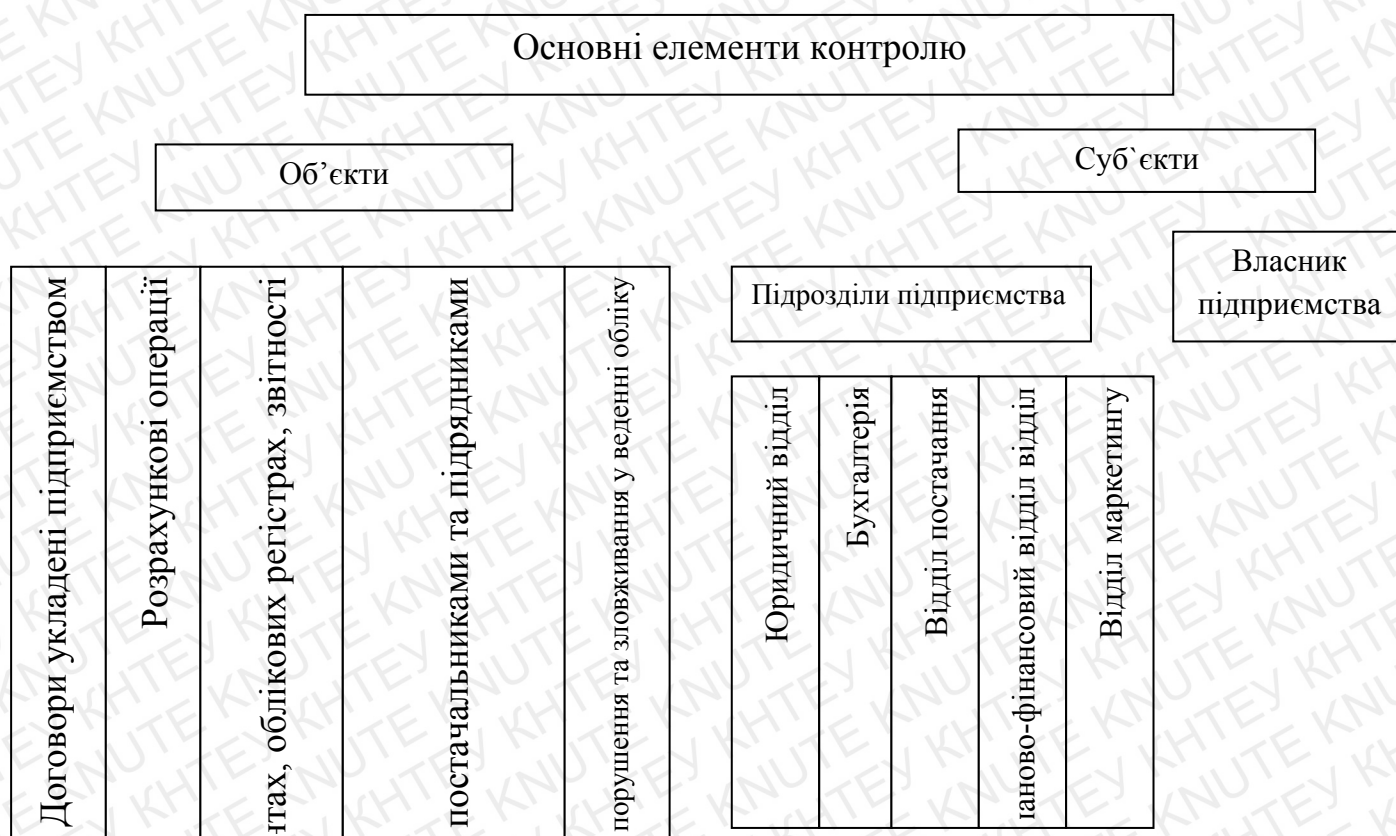 Основні елементи контролю
Об’єкти
Суб`єкти
Договори укладені підприємством
Розрахункові операції
нтах, облікових регістрах, звітності
постачальниками та підрядниками
порушення та зловживання у веденні обліку
Підрозділи підприємства
Власник
підприємства
Юридичний відділ
Бухгалтерія
Відділ постачання
іаново-фінансовий відділ відділ
Відділ маркетингу